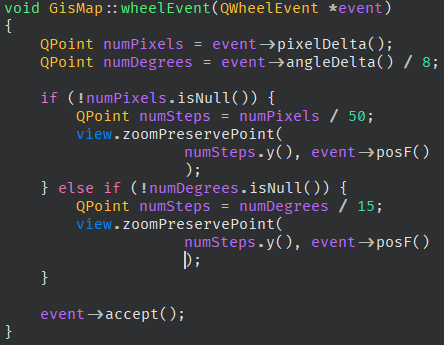 void GisMap::wheelEvent(QWheelEvent *event)
{
    QPoint numPixels = event->pixelDelta();
    QPoint numDegrees = event->angleDelta() / 8;

    if (!numPixels.isNull()) {
        QPoint numSteps = numPixels / 50;
        view.zoomPreservePoint(
                    numSteps.y(), event->posF()
                    );
    } else if (!numDegrees.isNull()) {
        QPoint numSteps = numDegrees / 15;
        view.zoomPreservePoint(
                    numSteps.y(), event->posF()
                    );
    }

    event->accept();
}